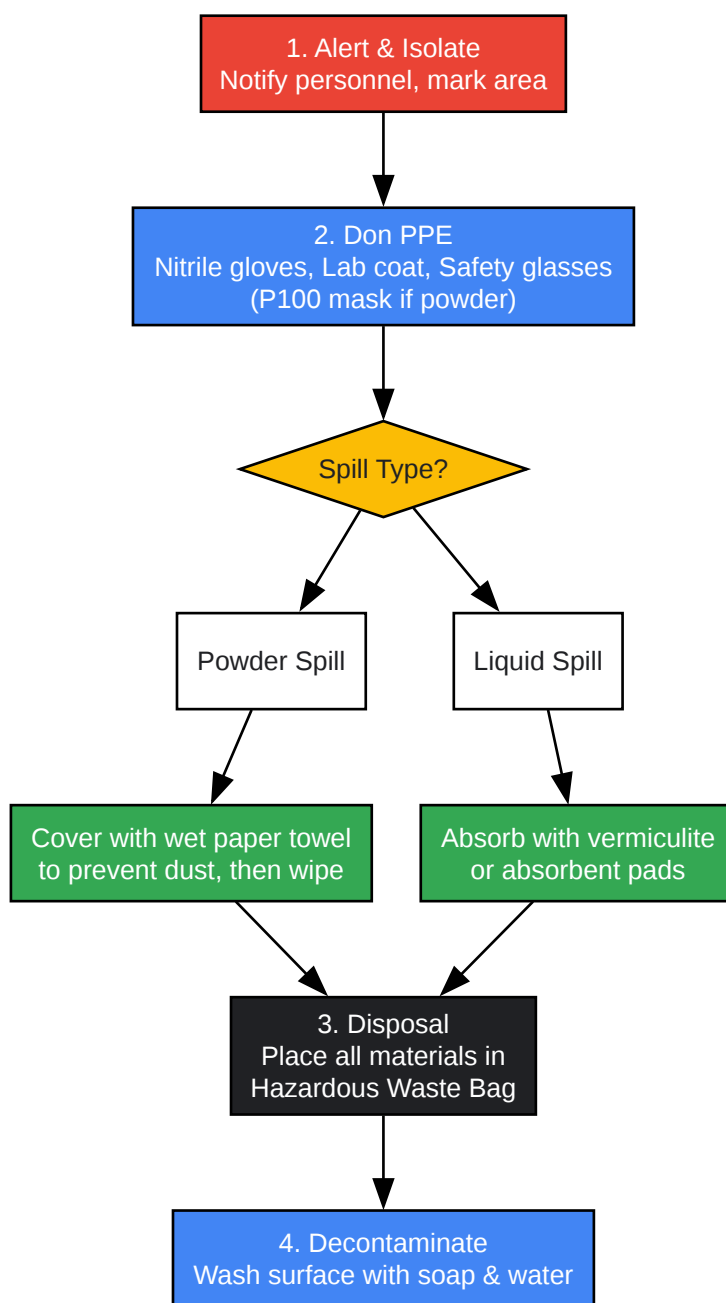 1. Alert & Isolate
Notify personnel, mark area
2. Don PPE
Nitrile gloves, Lab coat, Safety glasses
(P100 mask if powder)
Spill Type?
Powder Spill
Liquid Spill
Cover with wet paper towel
to prevent dust, then wipe
Absorb with vermiculite
or absorbent pads
3. Disposal
Place all materials in
Hazardous Waste Bag
4. Decontaminate
Wash surface with soap & water